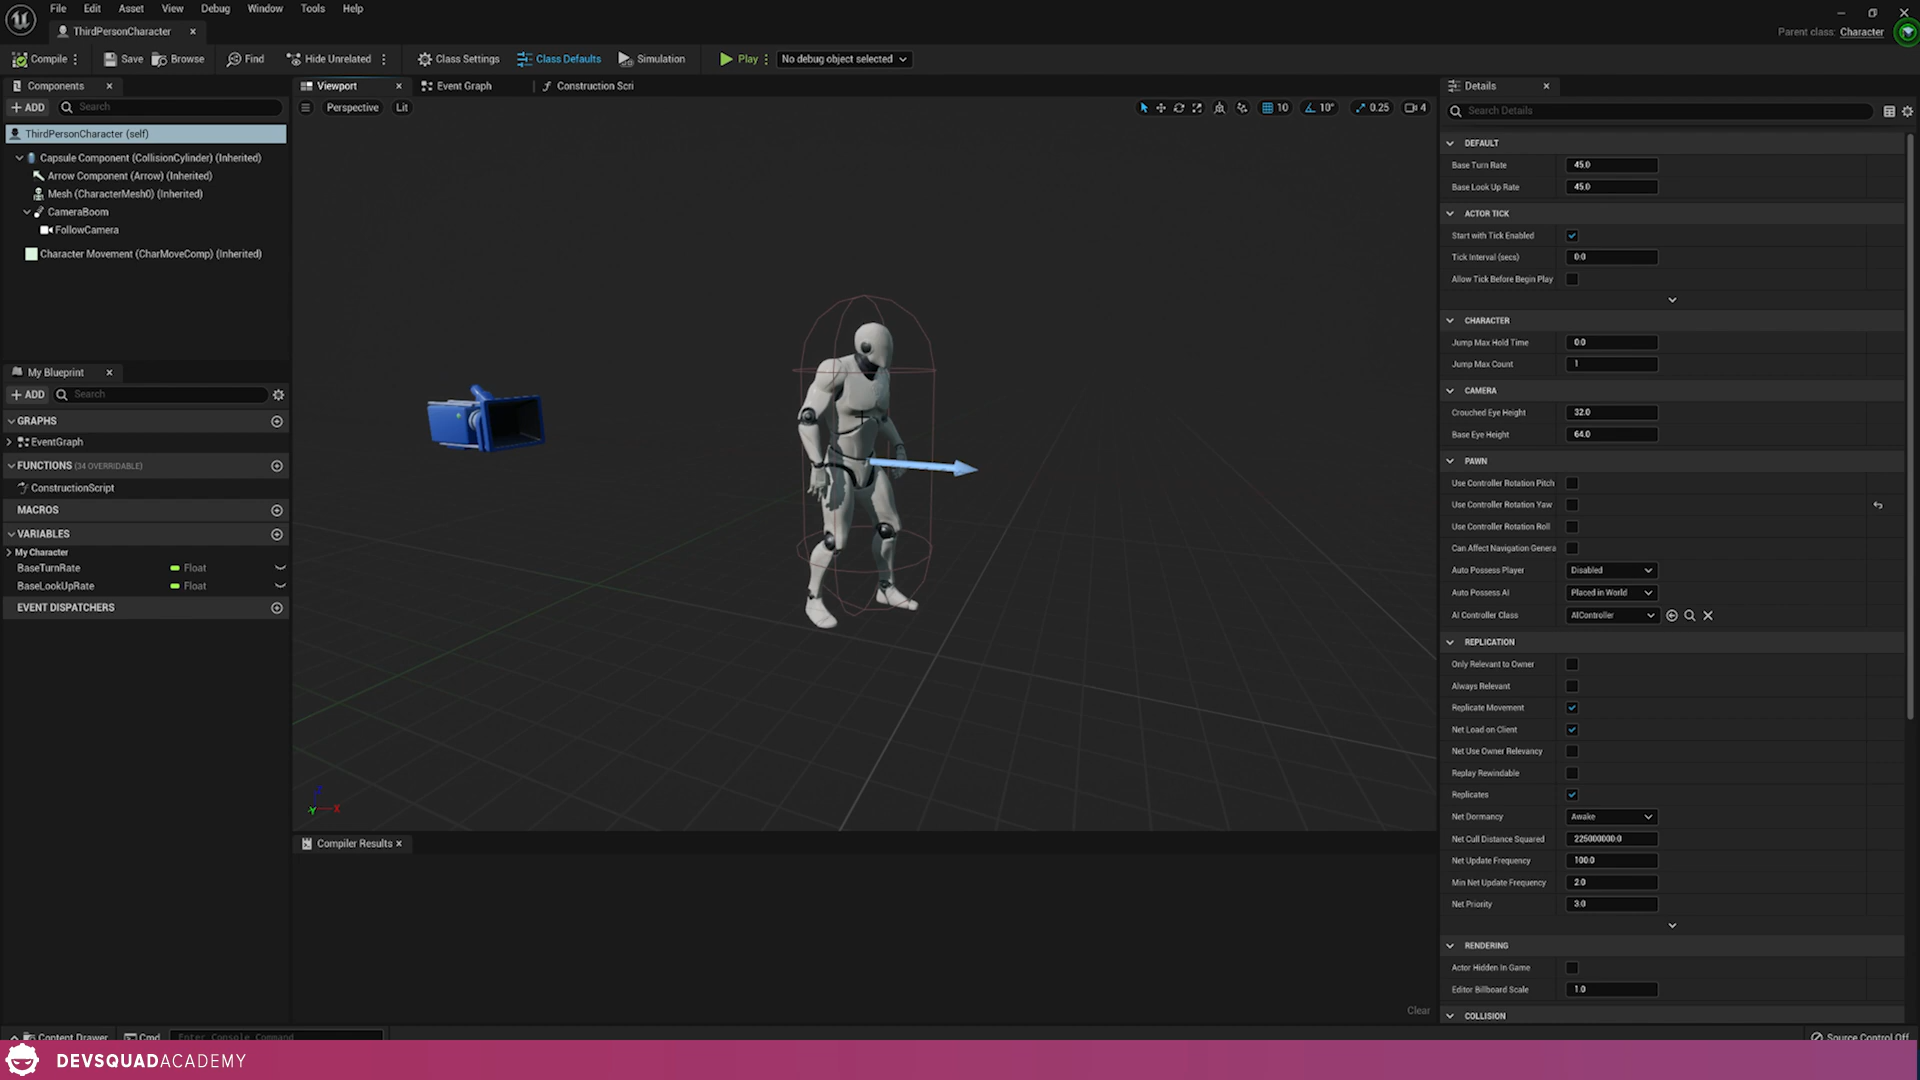 File Edit Asset View Debug Window Tools Help
ThirdPersonCharacter
Parent class: Character
Compile Save Browse Find Hide Unrelated Class Settings Class Defaults Simulation Play No debug object selected
Components
ADD Search
ThirdPersonCharacter (self)
Capsule Component (CollisionCylinder) (Inherited)
Arrow Component (Arrow) (Inherited)
Mesh (CharacterMesh0) (Inherited)
CameraBoom
FollowCamera
Character Movement (CharMoveComp) (Inherited)
My Blueprint
ADD Search
GRAPHS
EventGraph
FUNCTIONS (34 OVERRIDABLE)
ConstructionScript
MACROS
VARIABLES
My Character
BaseTurnRate Float
BaseLookUpRate Float
EVENT DISPATCHERS
Viewport Event Graph Construction Scri
Perspective Lit 10 10° 0.25 4
Z
Y X
Compiler Results
Clear
Details
Search Details
DEFAULT
Base Turn Rate 45.0
Base Look Up Rate 45.0
ACTOR TICK
Start with Tick Enabled
Tick Interval (secs) 0.0
Allow Tick Before Begin Play
CHARACTER
Jump Max Hold Time 0.0
Jump Max Count 1
CAMERA
Crouched Eye Height 32.0
Base Eye Height 64.0
PAWN
Use Controller Rotation Pitch
Use Controller Rotation Yaw
Use Controller Rotation Roll
Can Affect Navigation Genera
Auto Possess Player Disabled
Auto Possess AI Placed in World
AI Controller Class AIController
REPLICATION
Only Relevant to Owner
Always Relevant
Replicate Movement
Net Load on Client
Net Use Owner Relevancy
Replay Rewindable
Replicates
Net Dormancy Awake
Net Cull Distance Squared 225000000.0
Net Update Frequency 100.0
Min Net Update Frequency 2.0
Net Priority 3.0
RENDERING
Actor Hidden In Game
Editor Billboard Scale 1.0
COLLISION
Content Drawer Cmd Enter Console Command Source Control Off
DEVSQUADACADEMY